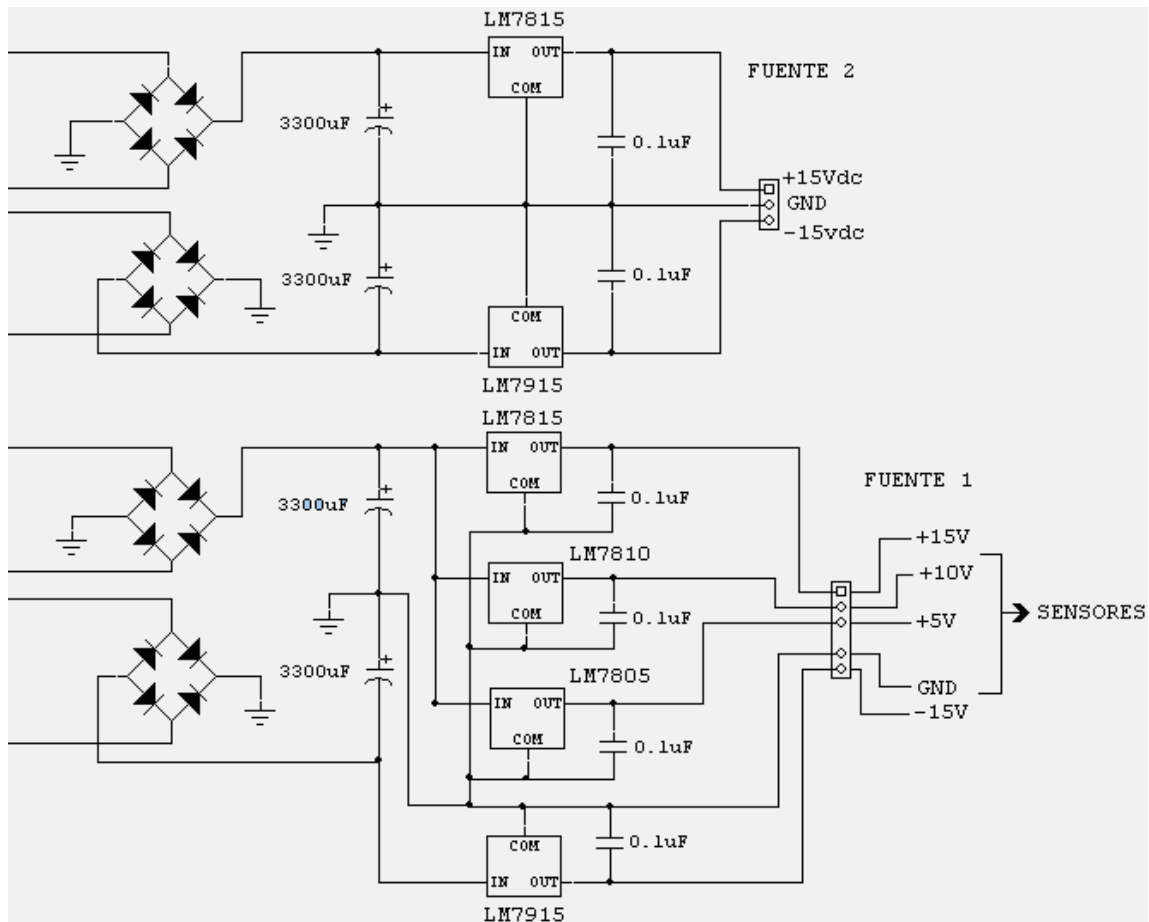 LM7815
IN OUT
COM
FUENTE 2
3300uF
0.1uF
+15Vdc
GND
-15vdc
3300uF
0.1uF
COM
IN OUT
LM7915
LM7815
IN OUT
COM
FUENTE 1
3300uF
0.1uF
+15V
LM7810
+10V
IN OUT
COM
0.1uF
+5V
SENSORES
3300uF
LM7805
IN OUT
COM
GND
-15V
0.1uF
COM
0.1uF
IN OUT
LM7915